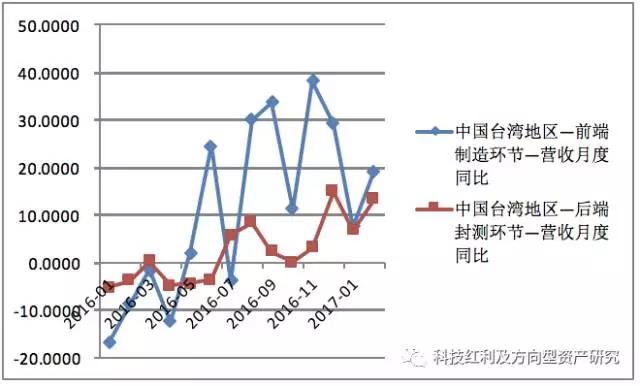 50.0000
40.0000
30.0000
20.0000
10.0000
0.0000
-10.0000
-20.0000
2016-01
2016-03
2016-05
2016-07
2016-09
2016-11
2017-01
中国台湾地区—前端
制造环节—营收月度
同比
中国台湾地区—后端
封测环节—营收月度
同比
科技红利及方向型资产研究